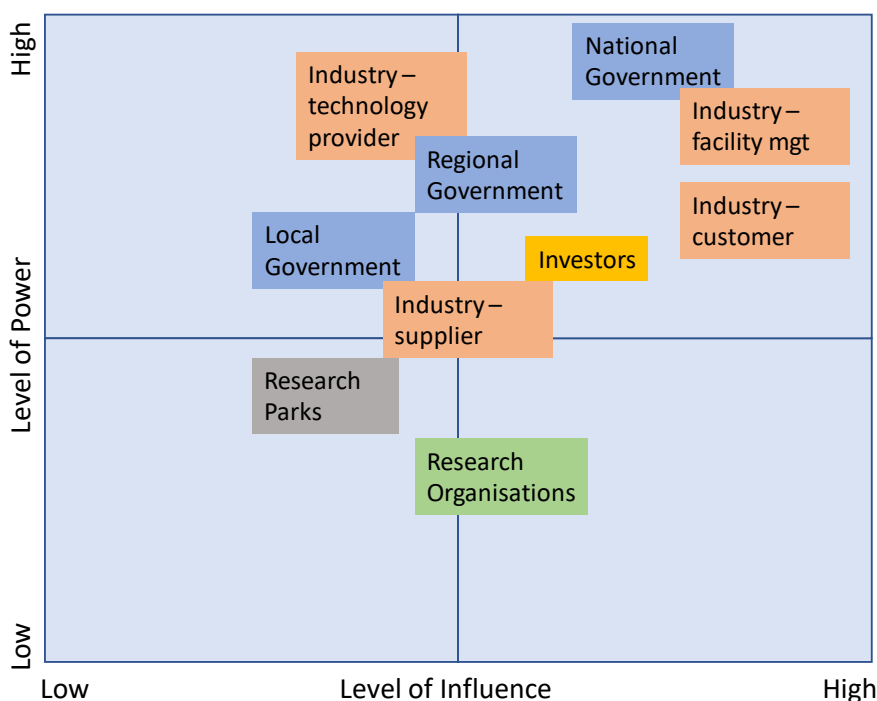 High
National
Government
Industry –
technology
provider
Industry –
facility mgt
Regional
Government
Industry –
customer
Local
Government
Investors
Industry –
supplier
Level of Power
Research
Parks
Research
Organisations
Low
Low
Level of Influence
High